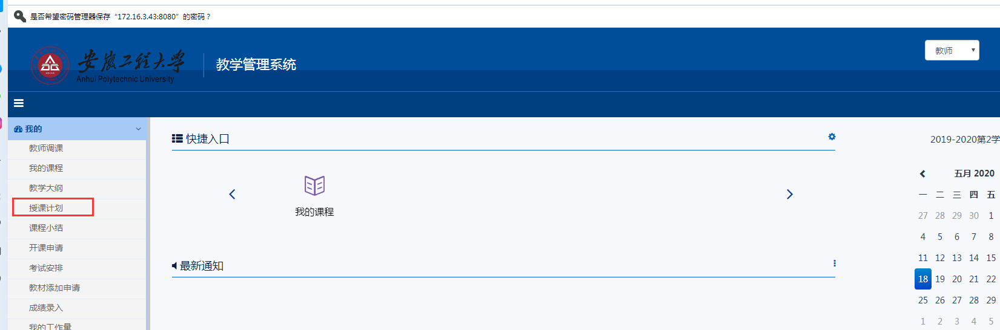 是否希望密码管理器保存“172.16.3.43:8080”的密码？
安徽工程大学
Anhui Polytechnic University
教学管理系统
教师
我的
教师调课
我的课程
教学大纲
授课计划
课程小结
开课申请
考试安排
教材添加申请
成绩录入
我的工作量
快捷入口
我的课程
最新通知
2019-2020第2学
五月 2020
一 二 三 四 五
27 28 29 30 1
4 5 6 7 8
11 12 13 14 15
18 19 20 21 22
25 26 27 28 29
1 2 3 4 5